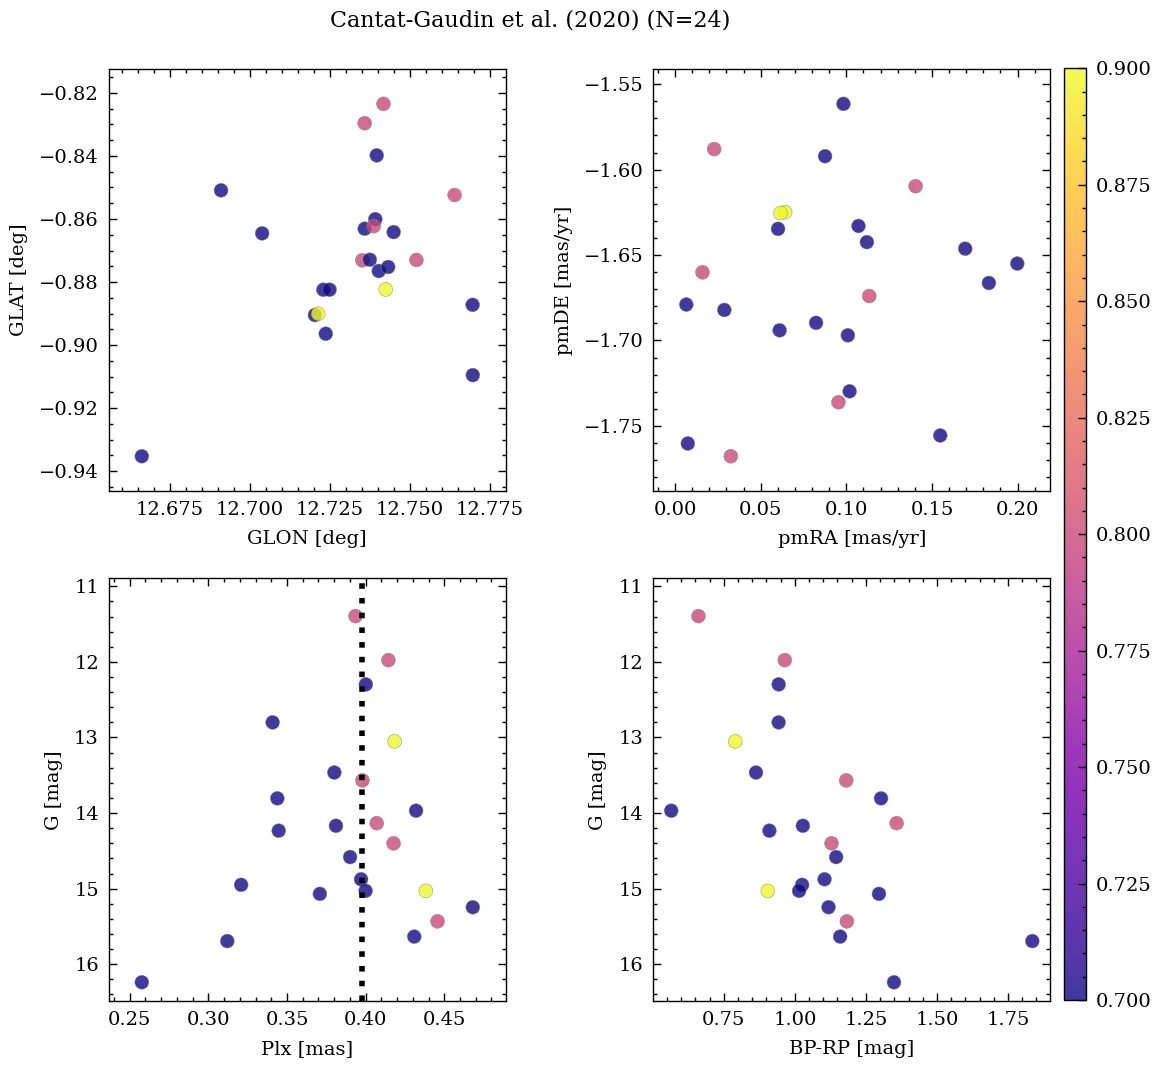 Cantat-Gaudin et al. (2020) (N=24)
−0.82
−0.84
−0.86
−0.88
−0.90
−0.92
−0.94
GLAT [deg]
12.675 12.700 12.725 12.750 12.775
GLON [deg]
−1.55
−1.60
−1.65
−1.70
−1.75
pmDE [mas/yr]
0.00 0.05 0.10 0.15 0.20
pmRA [mas/yr]
11
12
13
14
15
16
G [mag]
0.25 0.30 0.35 0.40 0.45
Plx [mas]
11
12
13
14
15
16
G [mag]
0.75 1.00 1.25 1.50 1.75
BP-RP [mag]
0.900
0.875
0.850
0.825
0.800
0.775
0.750
0.725
0.700